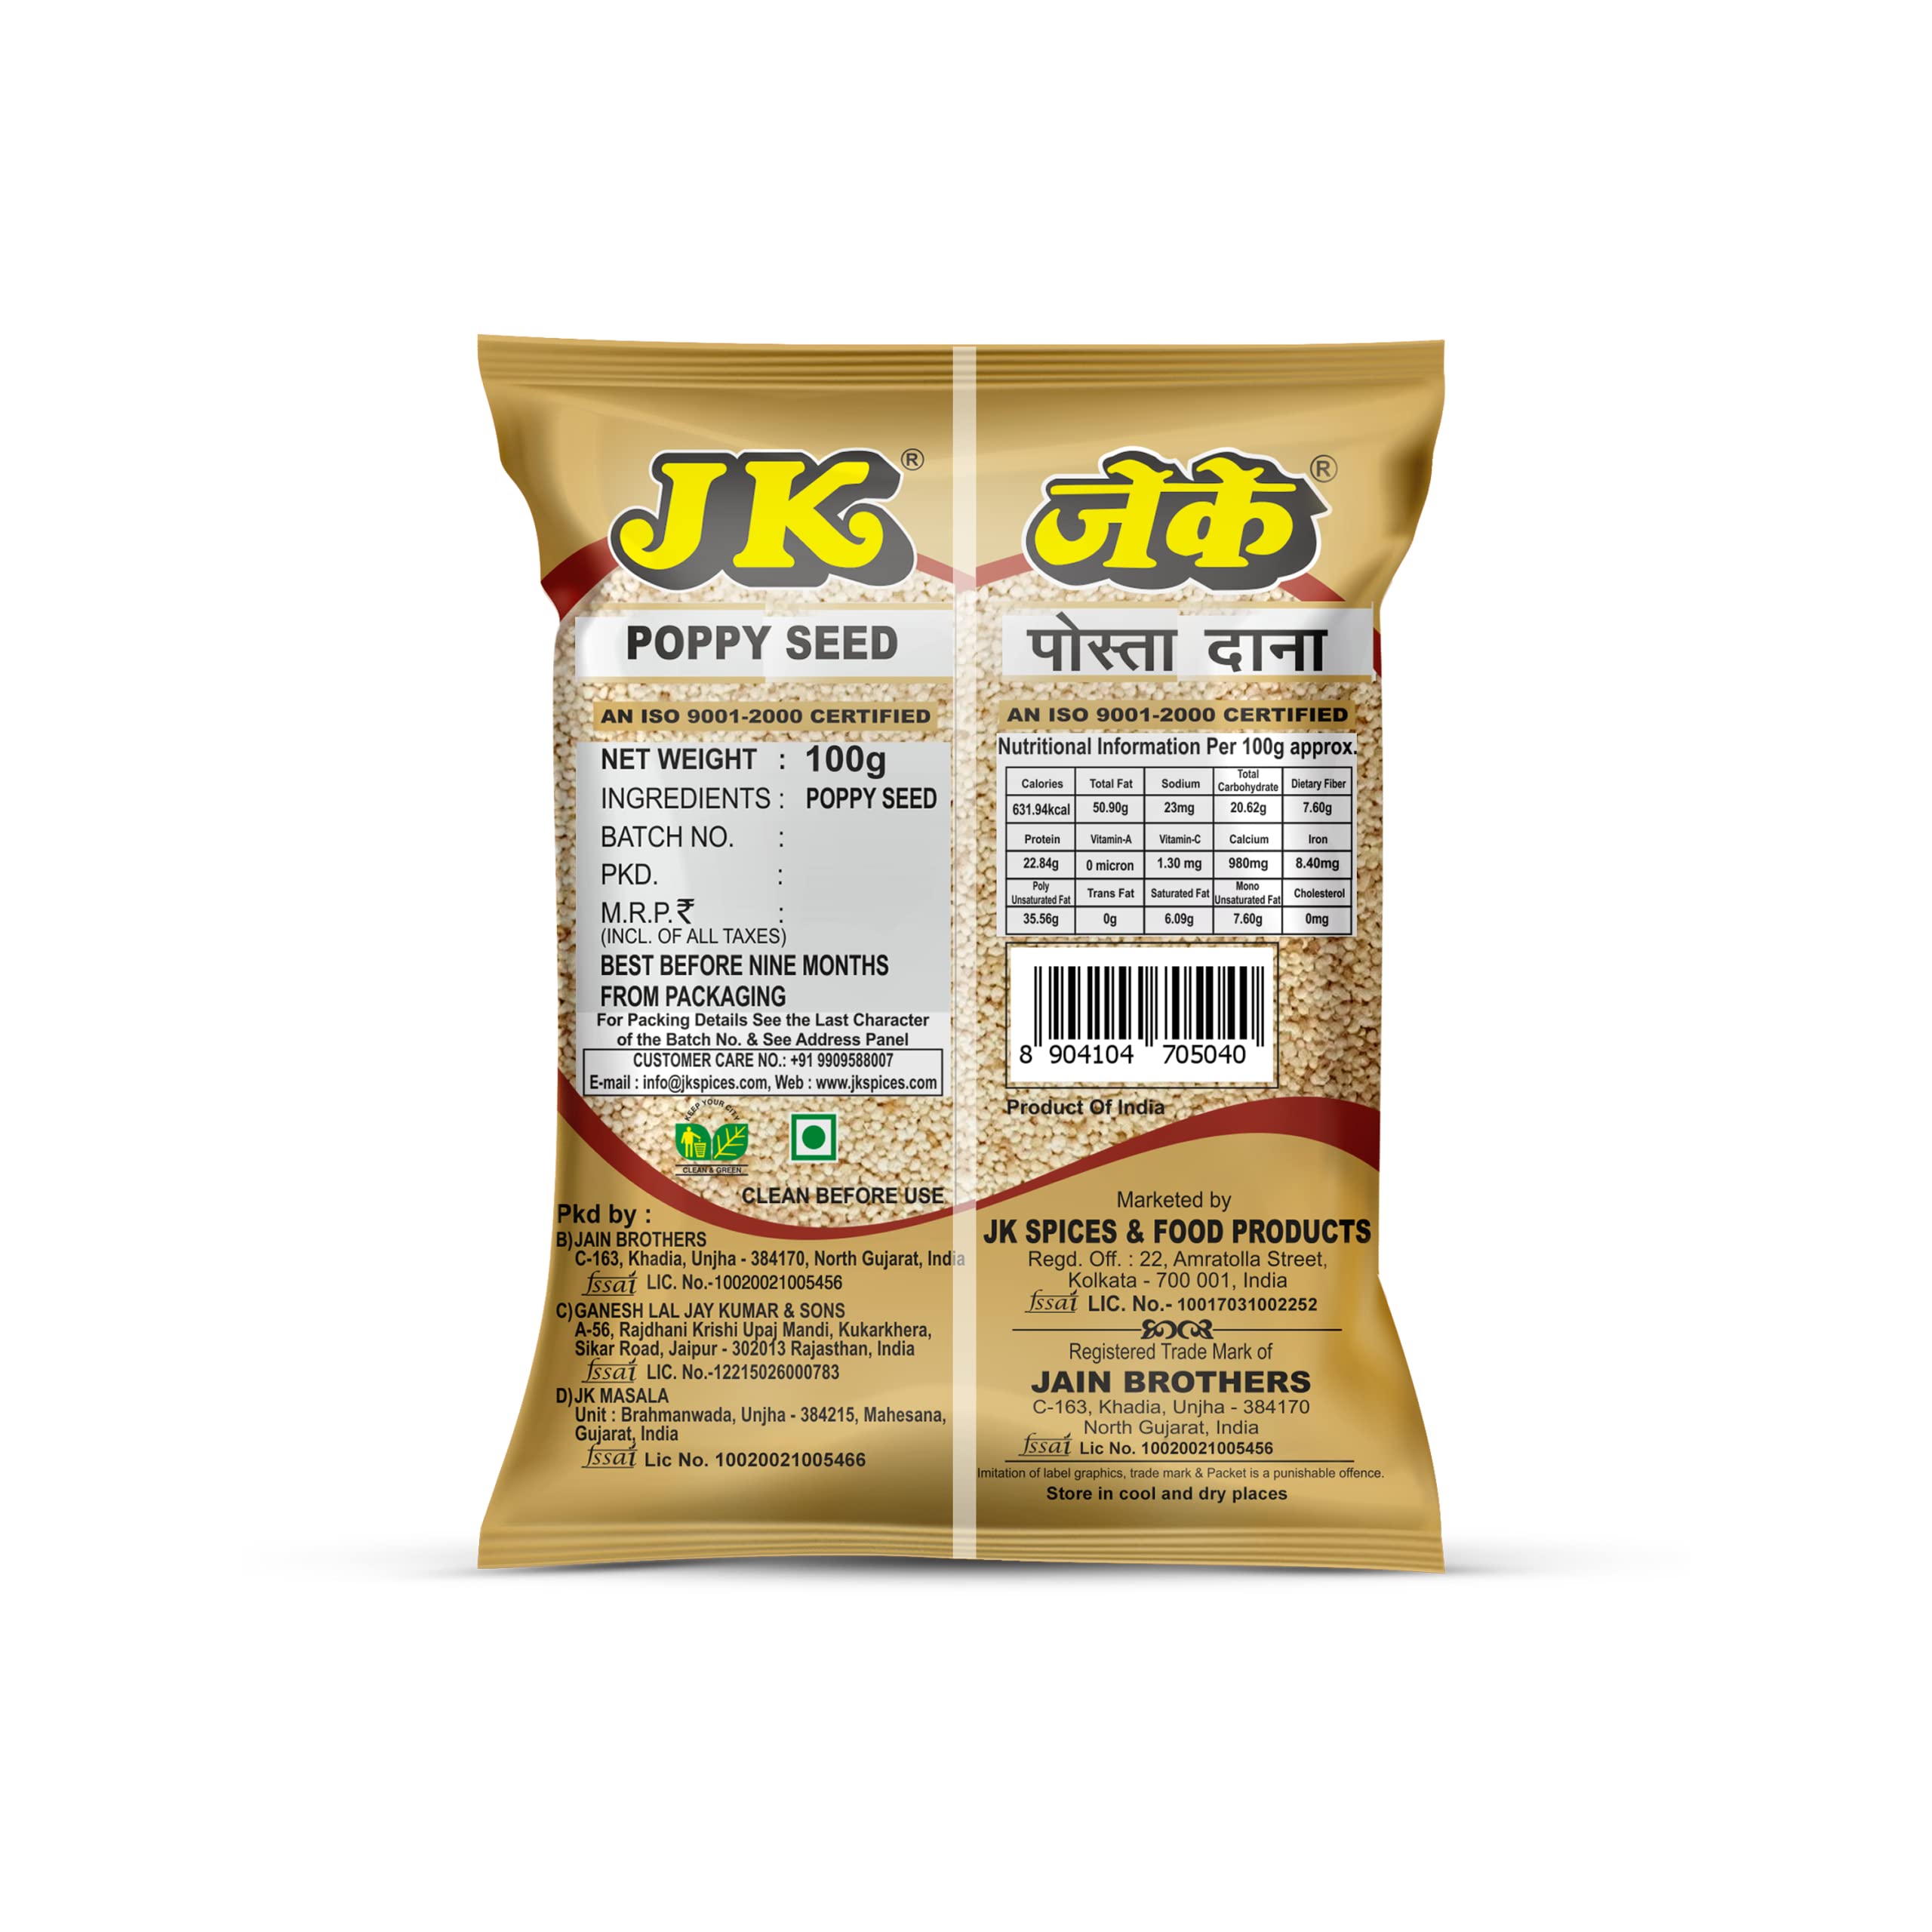 JK ®
POPPY SEED
AN ISO 9001-2000 CERTIFIED
NET WEIGHT : 100g
INGREDIENTS : POPPY SEED
BATCH NO. :
PKD. :
M.R.P.₹ :
(INCL. OF ALL TAXES)
BEST BEFORE NINE MONTHS
FROM PACKAGING
For Packing Details See the Last Character
of the Batch No. & See Address Panel
CUSTOMER CARE NO.: +91 9909588007
E-mail : info@jkspices.com, Web : www.jkspices.com
KEEP YOUR CITY
CLEAN & GREEN
CLEAN BEFORE USE
Pkd by :
B)JAIN BROTHERS
C-163, Khadia, Unjha - 384170, North Gujarat, India
fssai LIC. No.-10020021005456
C)GANESH LAL JAY KUMAR & SONS
A-56, Rajdhani Krishi Upaj Mandi, Kukarkhera,
Sikar Road, Jaipur - 302013 Rajasthan, India
fssai LIC. No.-12215026000783
D)JK MASALA
Unit : Brahmanwada, Unjha - 384215, Mahesana,
Gujarat, India
fssai Lic No. 10020021005466
जेके ®
पोस्ता दाना
AN ISO 9001-2000 CERTIFIED
Nutritional Information Per 100g approx.
Calories Total Fat Sodium Total Carbohydrate Dietary Fiber
631.94kcal 50.90g 23mg 20.62g 7.60g
Protein Vitamin-A Vitamin-C Calcium Iron
22.84g 0 micron 1.30 mg 980mg 8.40mg
Poly Unsaturated Fat Trans Fat Saturated Fat Mono Unsaturated Fat Cholesterol
35.56g 0g 6.09g 7.60g 0mg
8 904104 705040
Product Of India
Marketed by
JK SPICES & FOOD PRODUCTS
Regd. Off. : 22, Amratolla Street,
Kolkata - 700 001, India
fssai LIC. No.- 10017031002252
Registered Trade Mark of
JAIN BROTHERS
C-163, Khadia, Unjha - 384170
North Gujarat, India
fssai Lic No. 10020021005456
Imitation of label graphics, trade mark & Packet is a punishable offence.
Store in cool and dry places